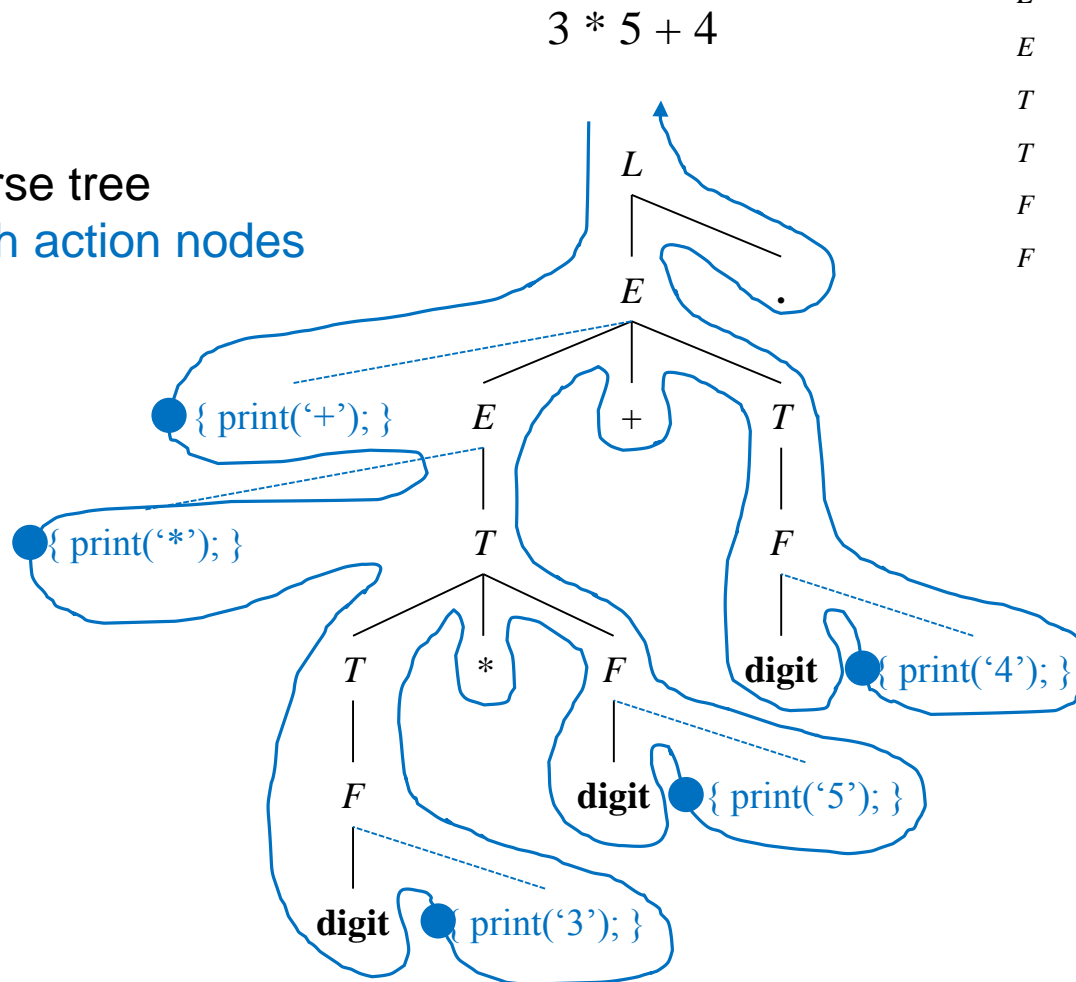 3 * 5 + 4
E
T
T
F
F
rse tree
h action nodes
L
E .
{ print(‘+’); } E + T
{ print(‘*’); } T F
T * F digit { print(‘4’); }
F digit { print(‘5’); }
digit { print(‘3’); }